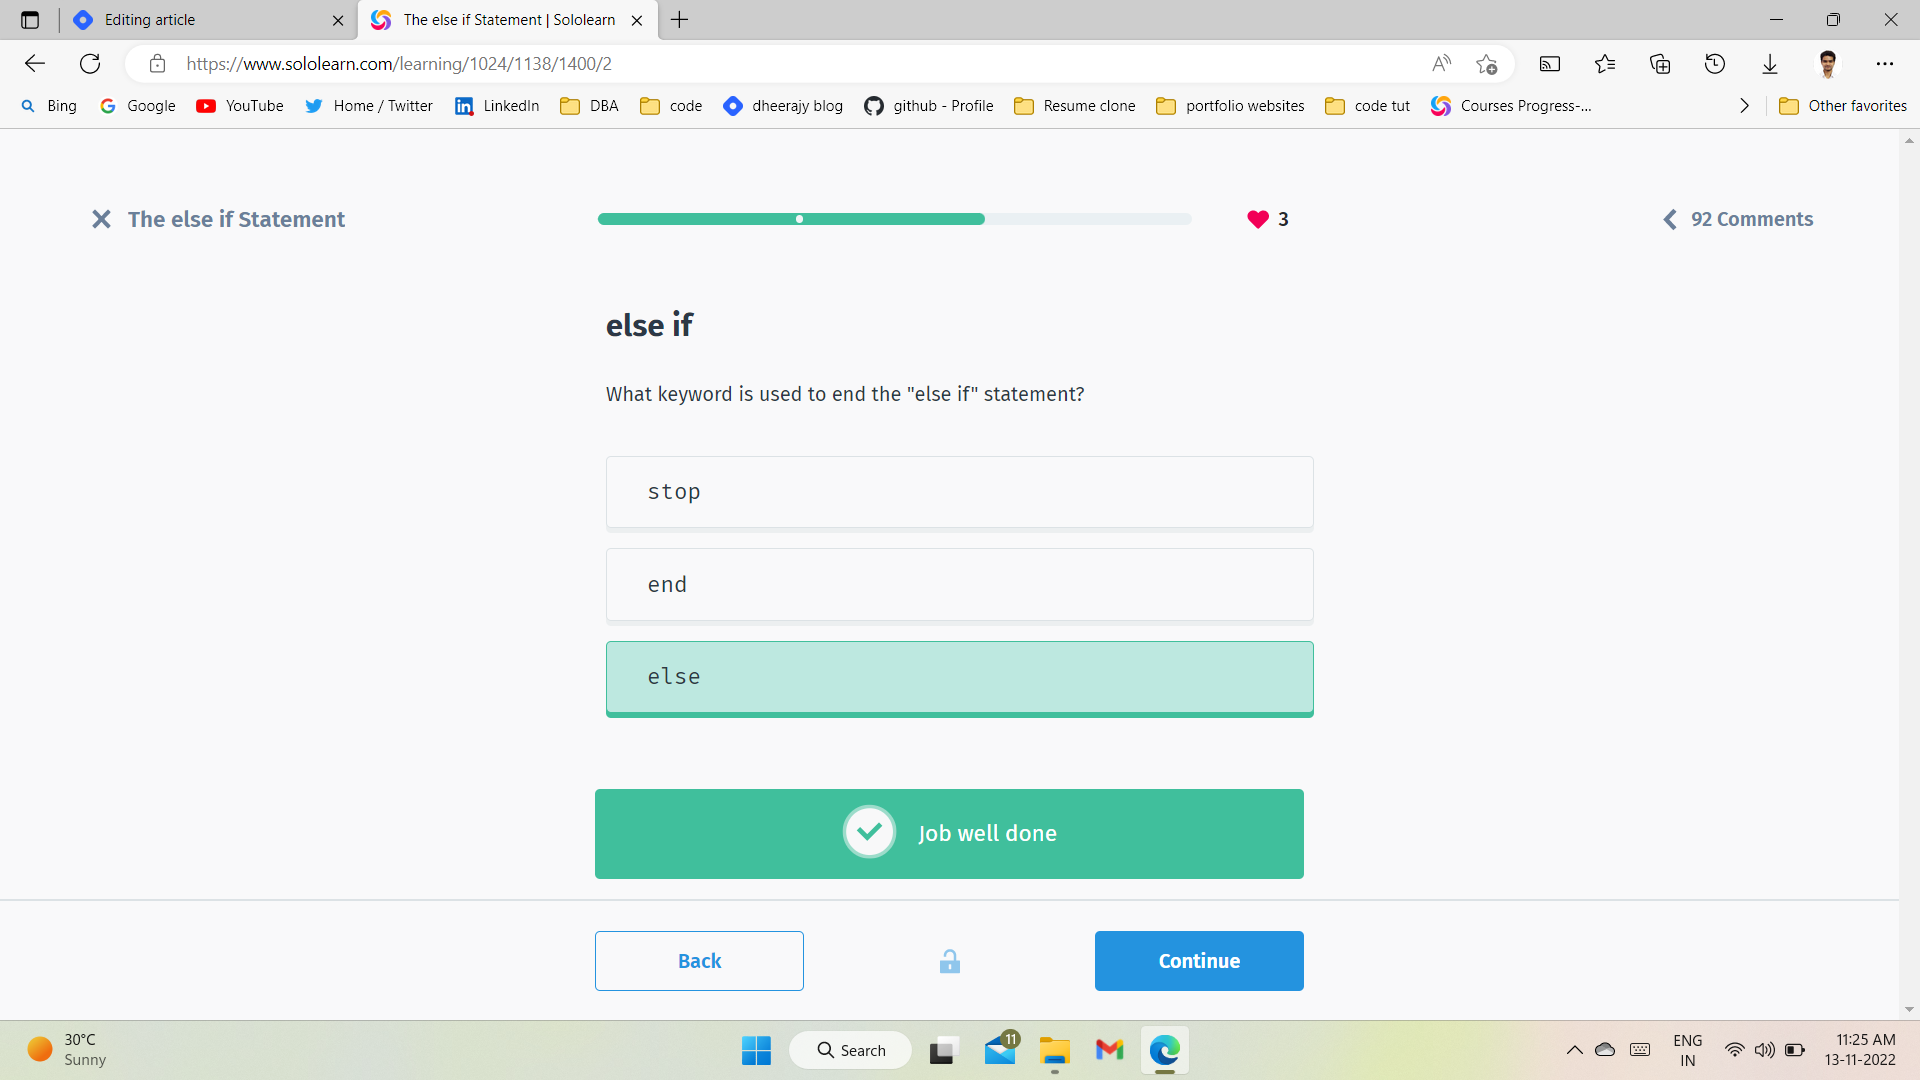 Editing article
The else if Statement | Sololearn
https://www.sololearn.com/learning/1024/1138/1400/2
Bing Google YouTube Home / Twitter LinkedIn DBA code dheerajy blog github - Profile Resume clone portfolio websites code tut Courses Progress-... Other favorites
The else if Statement
3
92 Comments
else if
What keyword is used to end the "else if" statement?
stop
end
else
Job well done
Back
Continue
30°C
Sunny
Search
11
ENG
IN
11:25 AM
13-11-2022